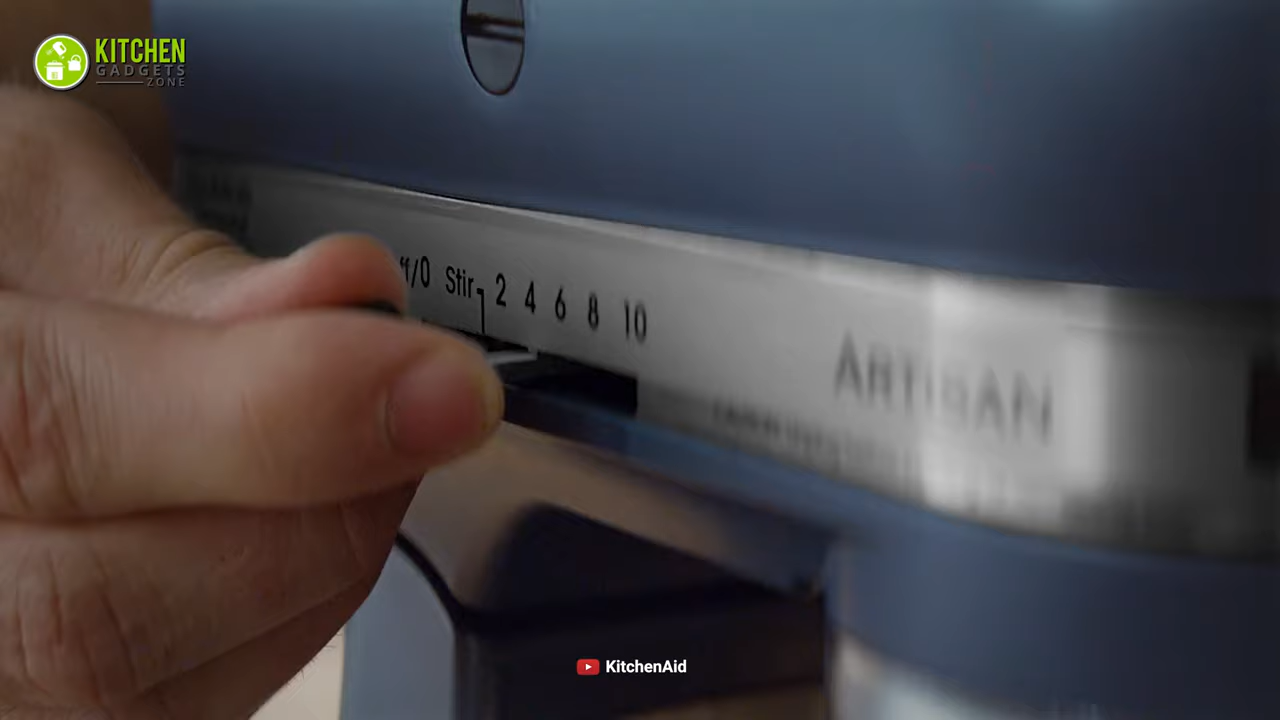 KITCHEN
GADGETS
ZONE
ff/0 Stir 2 4 6 8 10
ARTISAN
KitchenAid